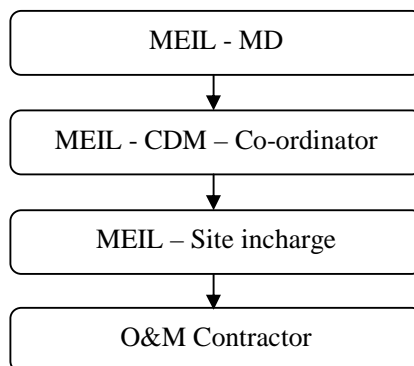 MEIL - MD
MEIL - CDM – Co-ordinator
MEIL – Site incharge
O&M Contractor